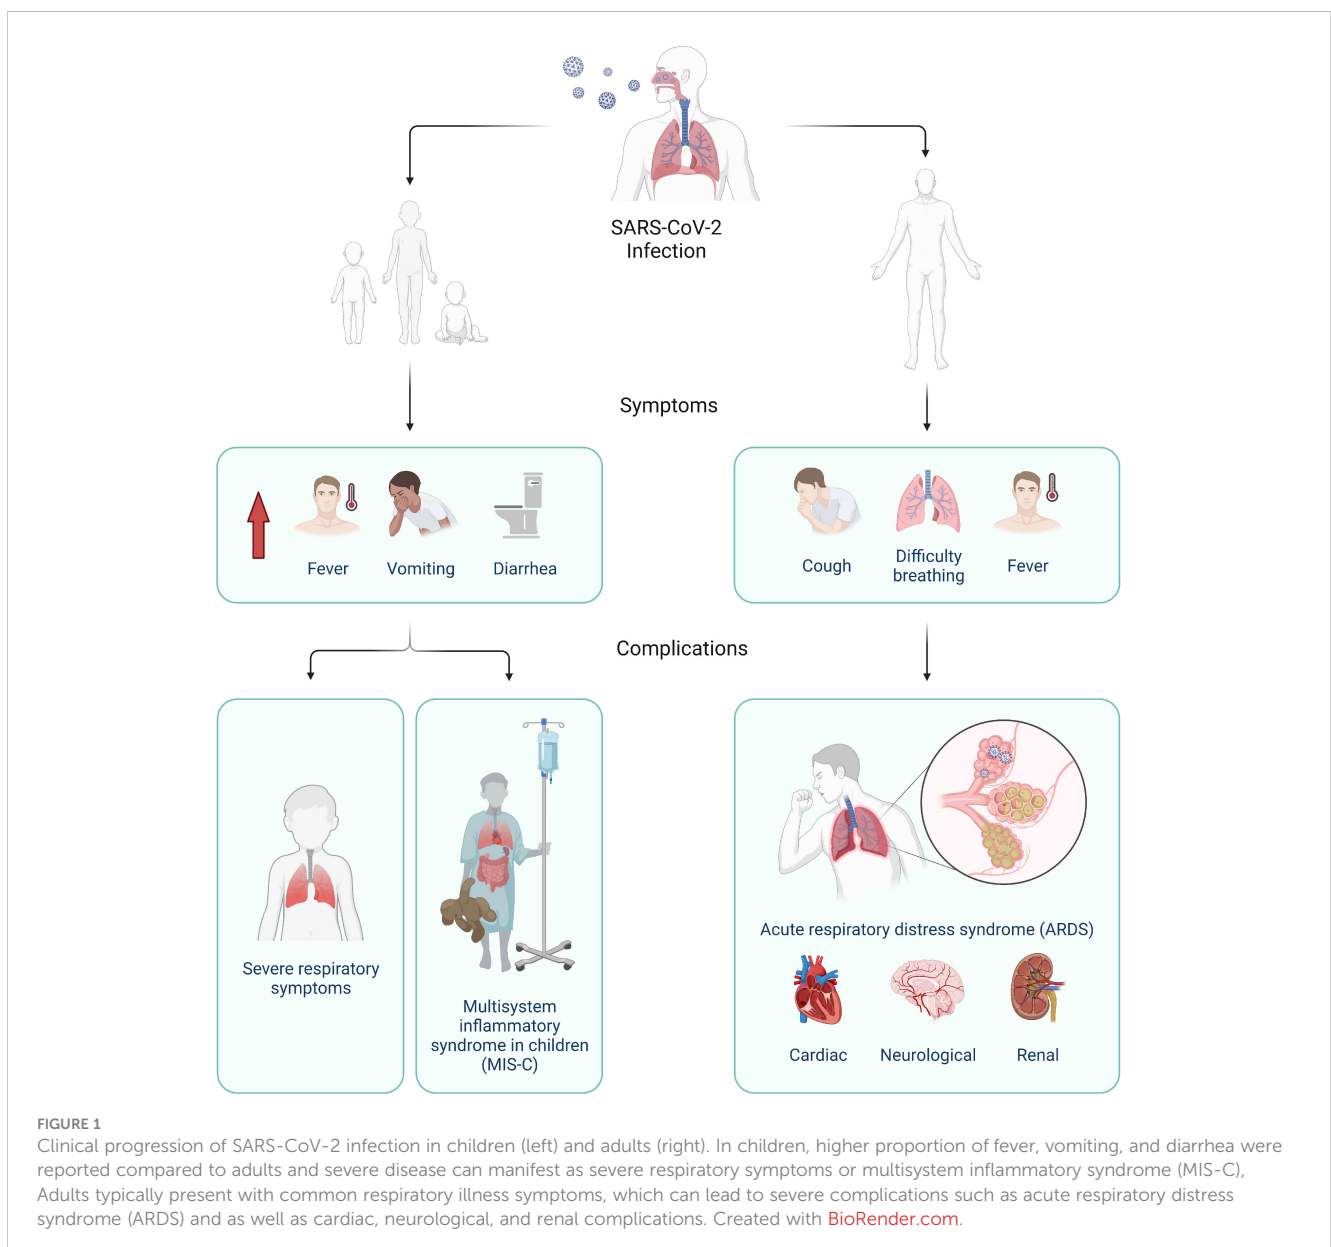 SARS-CoV-2
Infection
Symptoms
Fever
Vomiting
Diarrhea
Cough
Difficulty
breathing
Fever
Complications
Severe respiratory
symptoms
Multisystem
inflammatory
syndrome in children
(MIS-C)
Acute respiratory distress syndrome (ARDS)
Cardiac
Neurological
Renal
FIGURE 1
Clinical progression of SARS-CoV-2 infection in children (left) and adults (right). In children, higher proportion of fever, vomiting, and diarrhea were
reported compared to adults and severe disease can manifest as severe respiratory symptoms or multisystem inflammatory syndrome (MIS-C),
Adults typically present with common respiratory illness symptoms, which can lead to severe complications such as acute respiratory distress
syndrome (ARDS) and as well as cardiac, neurological, and renal complications. Created with BioRender.com.